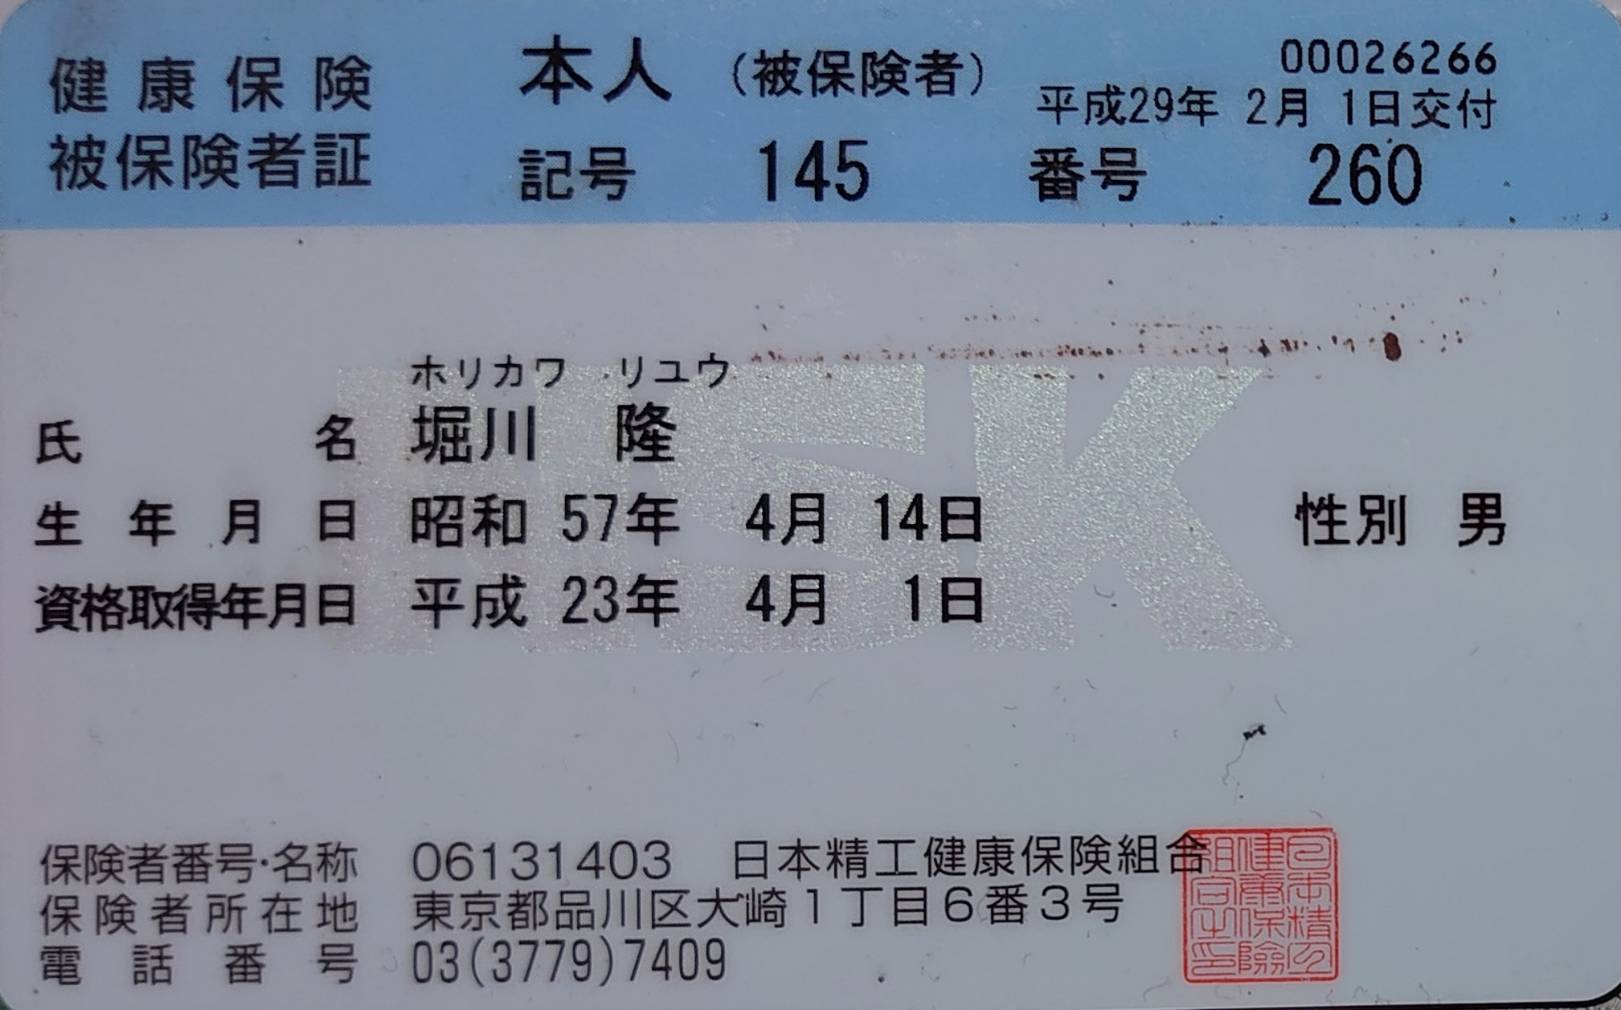 健康保険 本人 (被保険者) 00026266
平成29年 2月 1日交付
被保険者証 記号 145 番号 260
ホリカワ リユウ
氏名 堀川 隆
生年月日 昭和 57年 4月 14日 性別 男
資格取得年月日 平成 23年 4月 1日
NSK
保険者番号・名称 06131403 日本精工健康保険組合
保険者所在地 東京都品川区大崎1丁目6番3号
電話番号 03(3779)7409